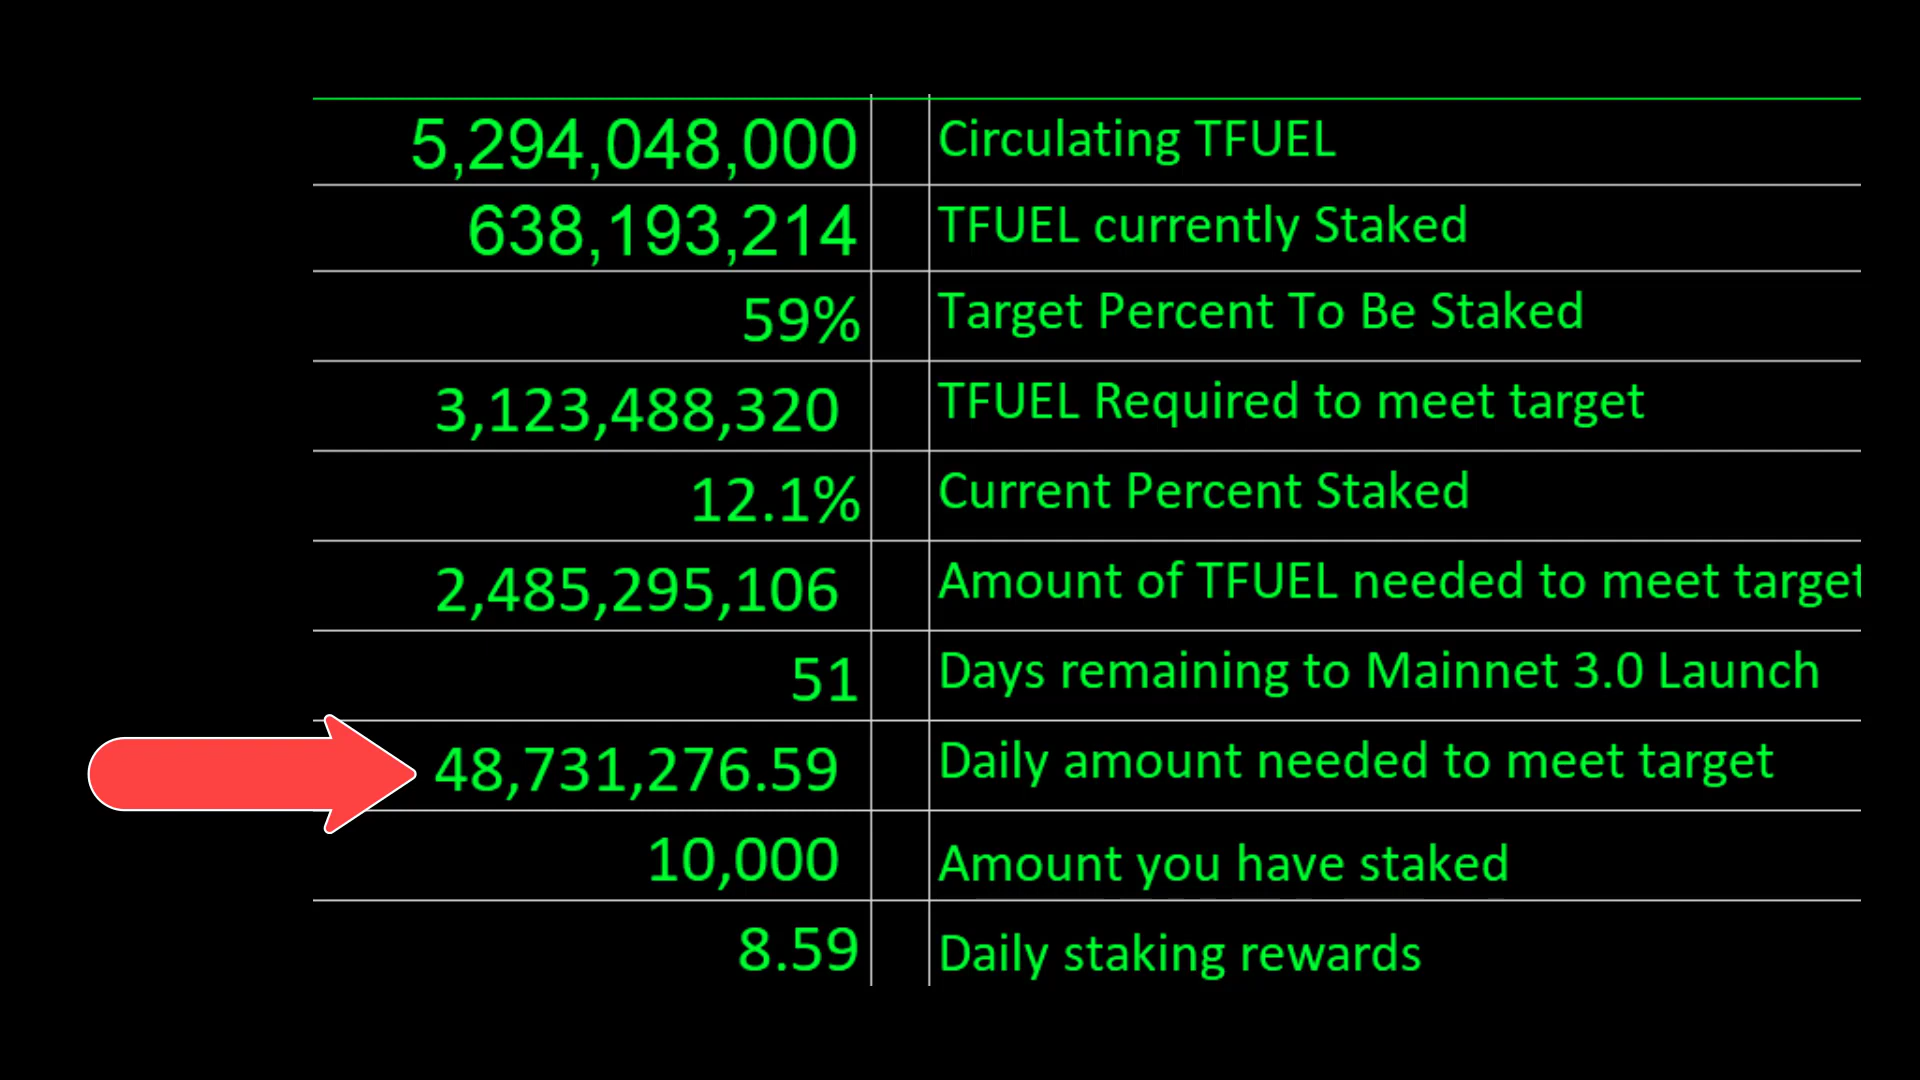 5,294,048,000 Circulating TFUEL
638,193,214 TFUEL currently Staked
59% Target Percent To Be Staked
3,123,488,320 TFUEL Required to meet target
12.1% Current Percent Staked
2,485,295,106 Amount of TFUEL needed to meet target
51 Days remaining to Mainnet 3.0 Launch
48,731,276.59 Daily amount needed to meet target
10,000 Amount you have staked
8.59 Daily staking rewards